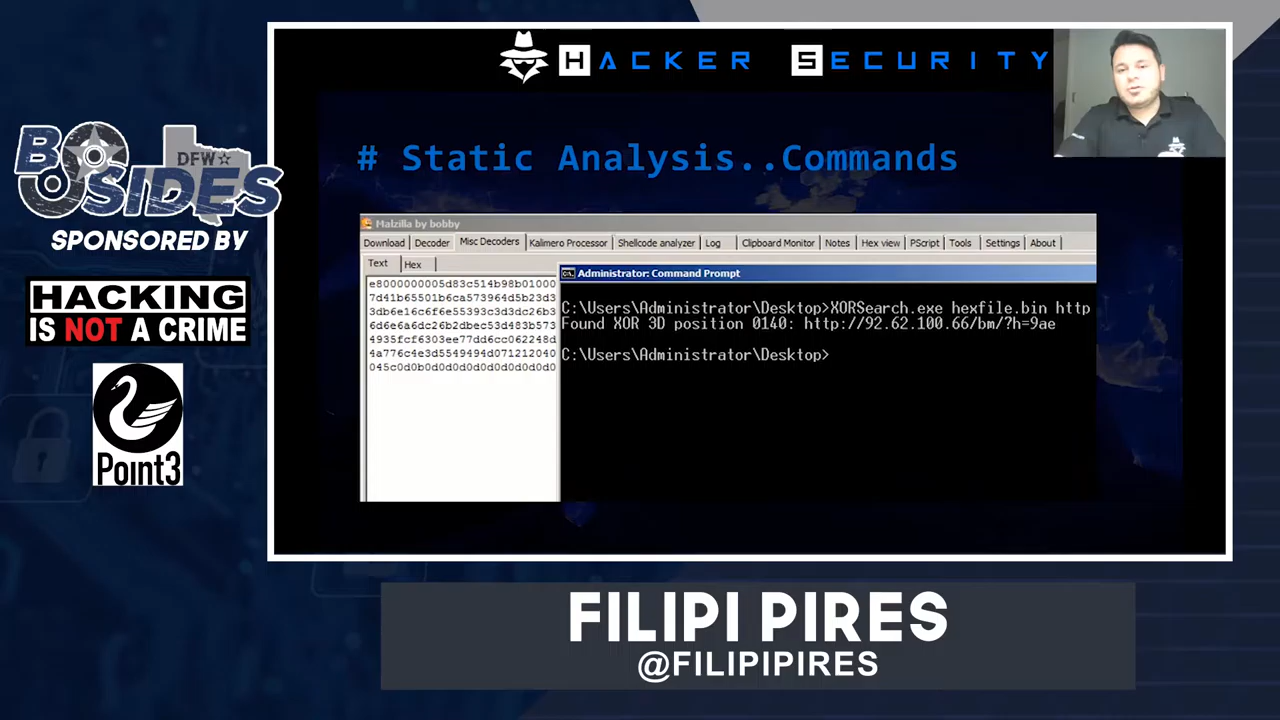 HACKER SECURITY
# Static Analysis..Commands
BSIDES
DFW
SPONSORED BY
HACKING
IS NOT A CRIME
Point3
Malzilla by bobby
Download Decoder Misc Decoders Kalimero Processor Shellcode analyzer Log Clipboard Monitor Notes Hex view PScript Tools Settings About
Text Hex
e8000000005d83c514b98b01000
7d41b65501b6ca573964d5b23d3
3db6e16c6f6e55393c3d3dc26b3
6d6e6a6dc26b2dbec53d483b573
4935fcf6303ee77dd6cc062248d
4a776c4e3d5549494d071212040
045c0d0b0d0d0d0d0d0d0d0d0d0
Administrator: Command Prompt
C:\Users\Administrator\Desktop>XORSearch.exe hexfile.bin http
Found XOR 3D position 0140: http://92.62.100.66/bm/?h=9ae
C:\Users\Administrator\Desktop>
FILIPI PIRES
@FILIPIPIRES